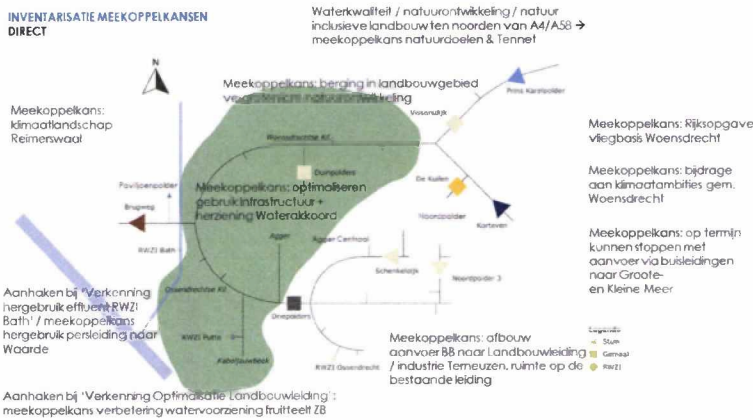 INVENTARISATIE MEEKOPPELKANSEN
DIRECT
Waterkwaliteit / natuurontwikkeling / natuur
inclusieve landbouw ten noorden van A4/A58 →
meekoppelkans natuurdoelen & Tennet
N
Meekoppelkans: berging in landbouwgebied
Prins Karelpolder
Meekoppelkans:
klimaatlandschap
Reimerswaal
Meekoppelkans: Rijksopgave
vliegbasis Woensdrecht
Duinpolders
De Kuilen
Meekoppelkans: bijdrage
aan klimaatambities gem.
Woensdrecht
Paviljoenpolder
Meekoppelkans: optimaliseren
gebruik infrastructuur +
herziening Waterakkoord
Brugweg
Noordpolder
Korteven
Agger
Agger Centraal
RWZI Bath
Schenkeldijk
Noordpolder 3
Meekoppelkans: op termijn
kunnen stoppen met
aanvoer via buisleidingen
naar Groote-
en Kleine Meer
Aanhaken bij 'Verkenning
hergebruik effluent RWZI
Bath' / meekoppelkans
hergebruik persleiding naar
Waarde
Ossendrechtse Kil
Driepolders
RWZI Putte
Kabeljauwbeek
RWZI Ossendrecht
Meekoppelkans: afbouw
aanvoer BB naar Landbouwleiding
/ industrie Terneuzen, ruimte op de
bestaande leiding
Legenda
Stuw
Gemaal
RWZI
Aanhaken bij 'Verkenning Optimalisatie Landbouwleiding':
meekoppelkans verbetering watervoorziening fruitteelt ZB